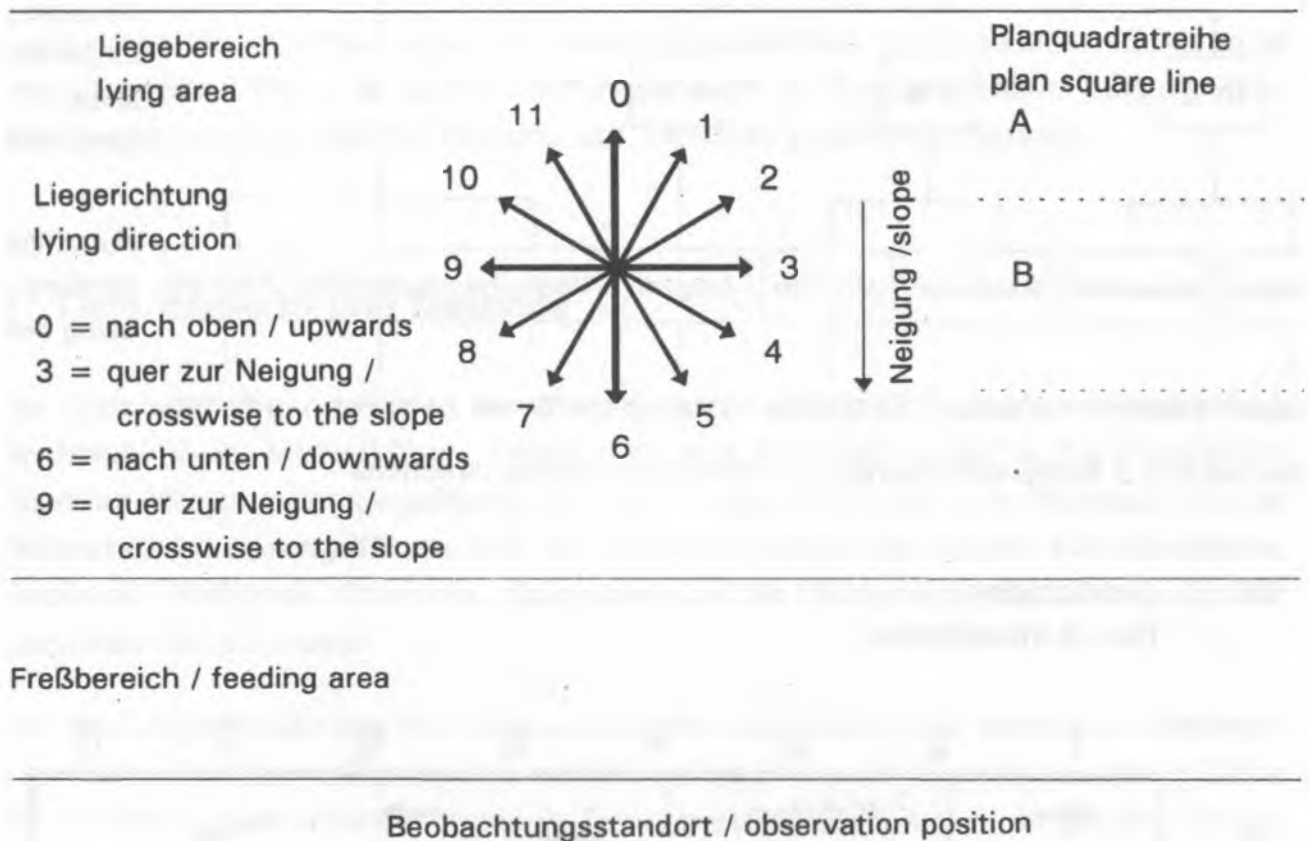 Liegebereich
lying area
Planquadratreihe
plan square line
0
11
1
A
10
2
Liegerichtung
lying direction
9
3
B
Neigung /slope
0 = nach oben / upwards
8
4
3 = quer zur Neigung /
crosswise to the slope
7
5
6
6 = nach unten / downwards
9 = quer zur Neigung /
crosswise to the slope
Freßbereich / feeding area
Beobachtungsstandort / observation position